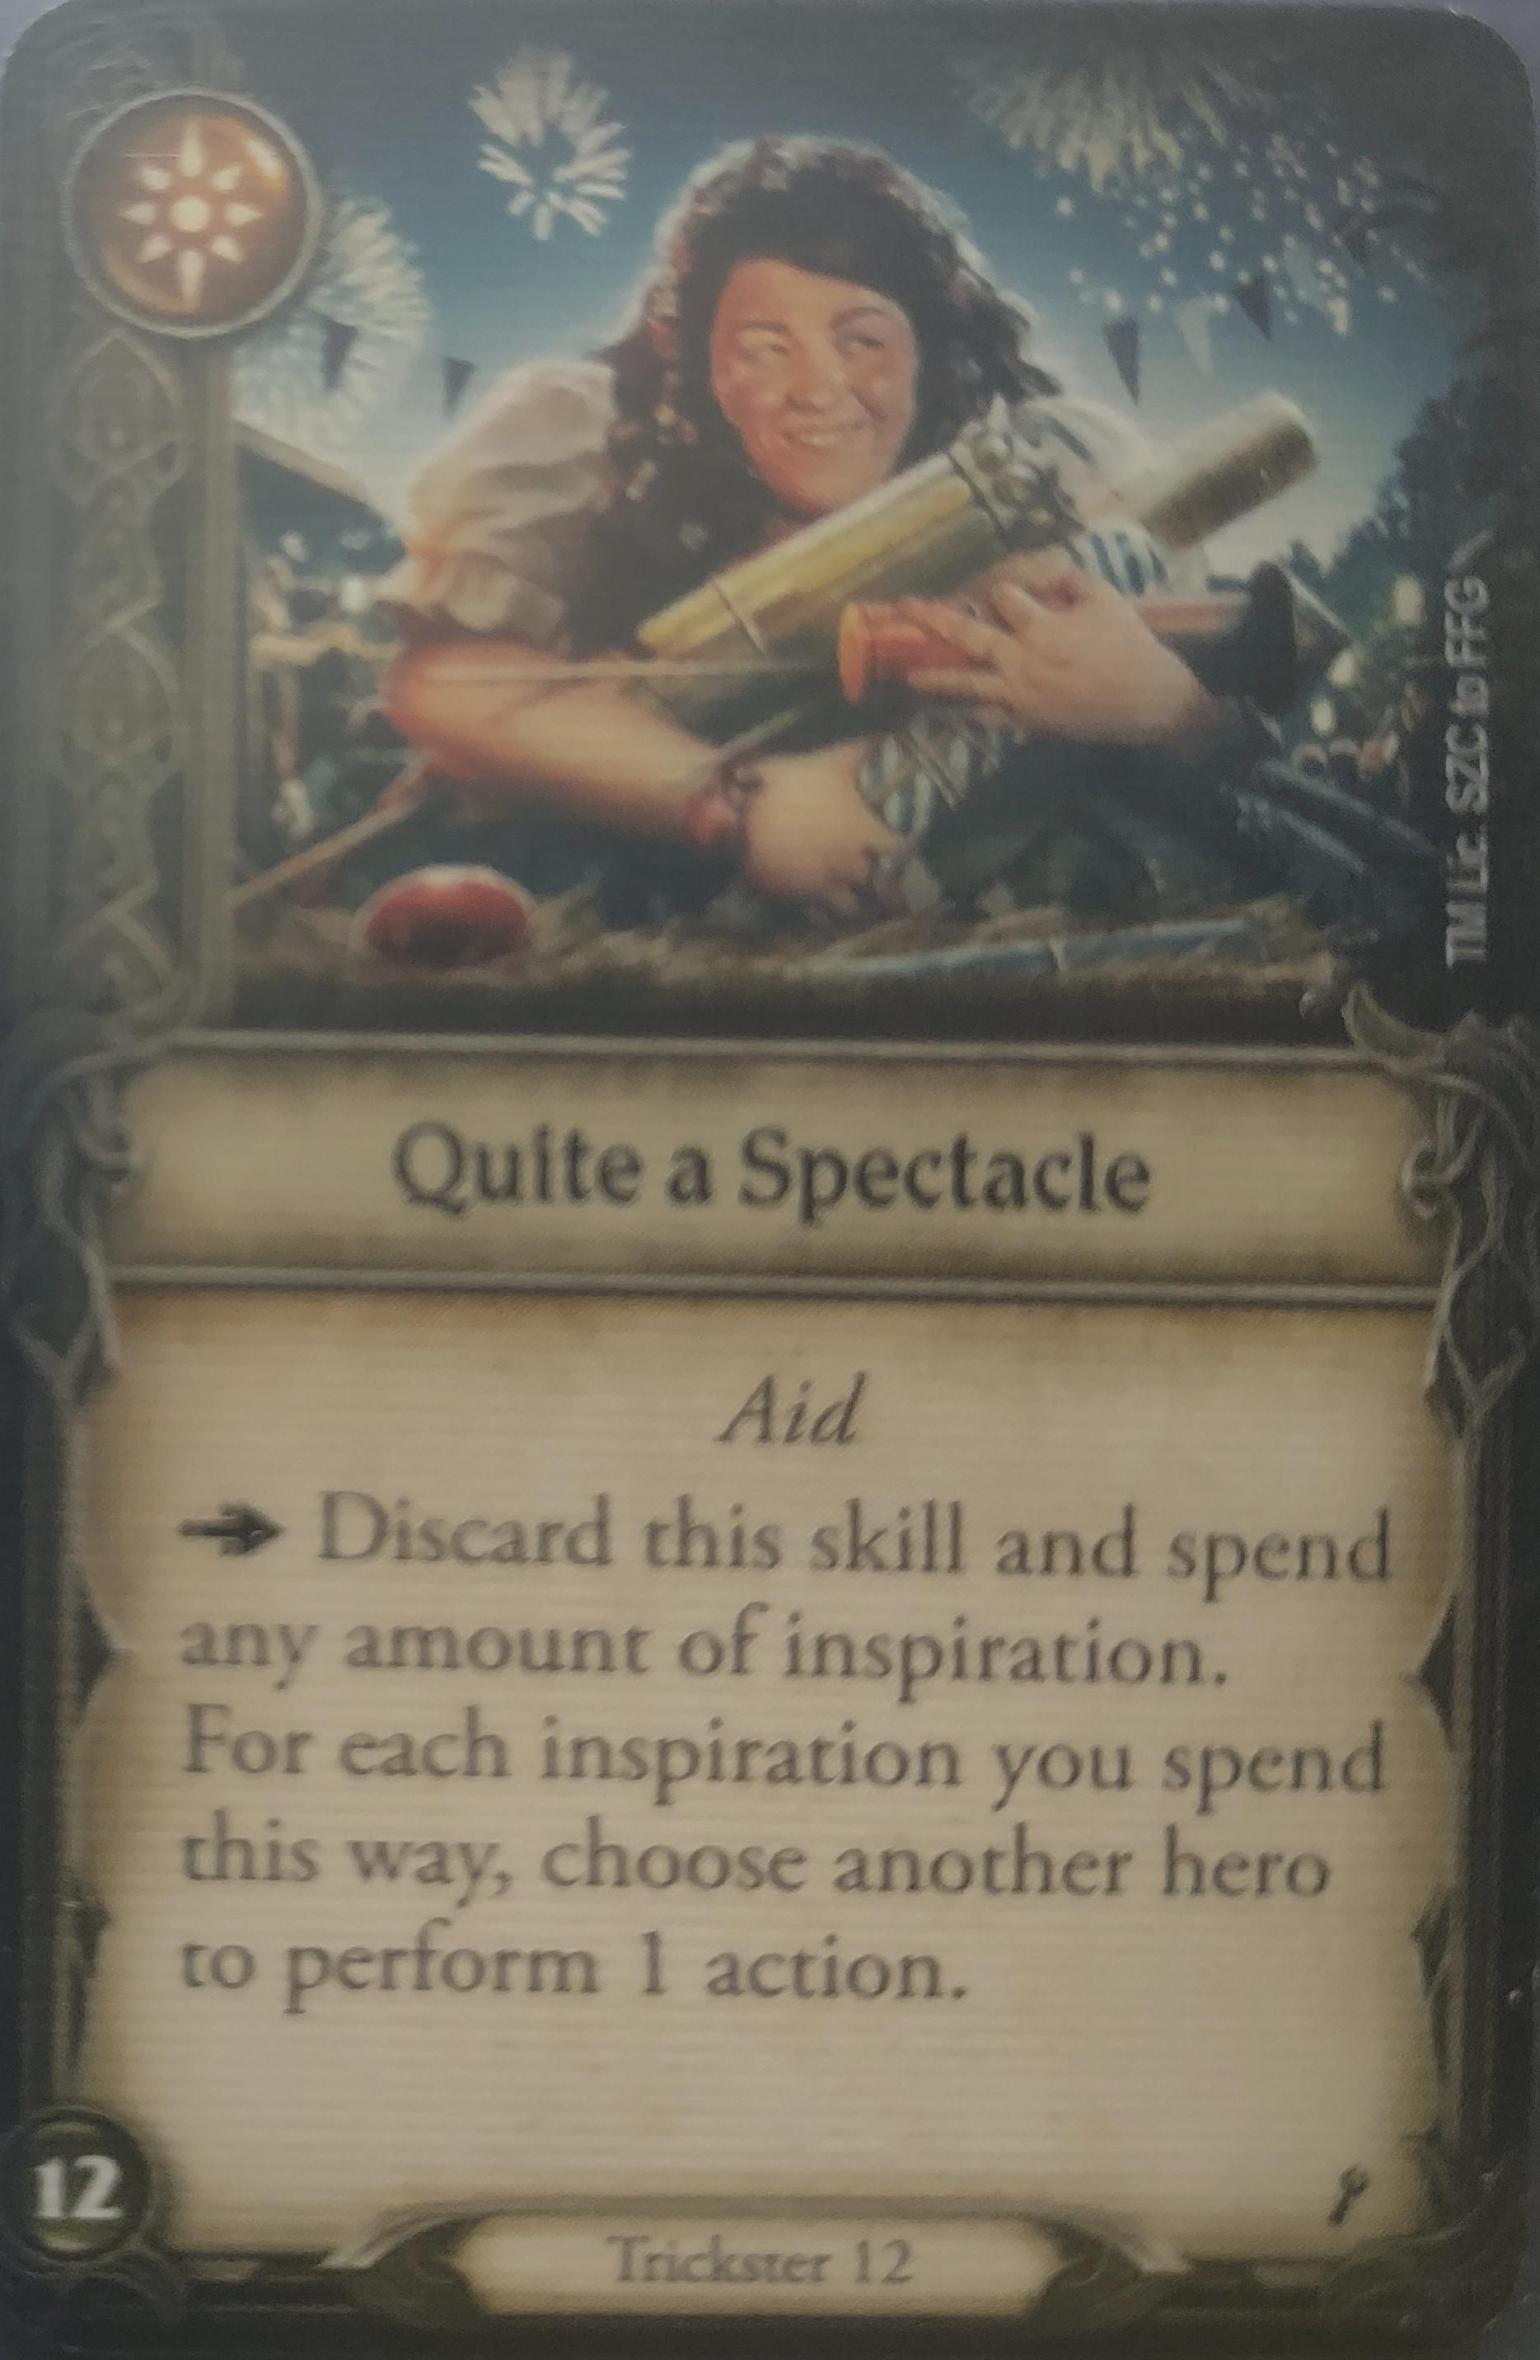 TM Lic. SZC to FFG
Quite a Spectacle
Aid
Discard this skill and spend
any amount of inspiration.
For each inspiration you spend
this way, choose another hero
to perform 1 action.
12
Trickster 12